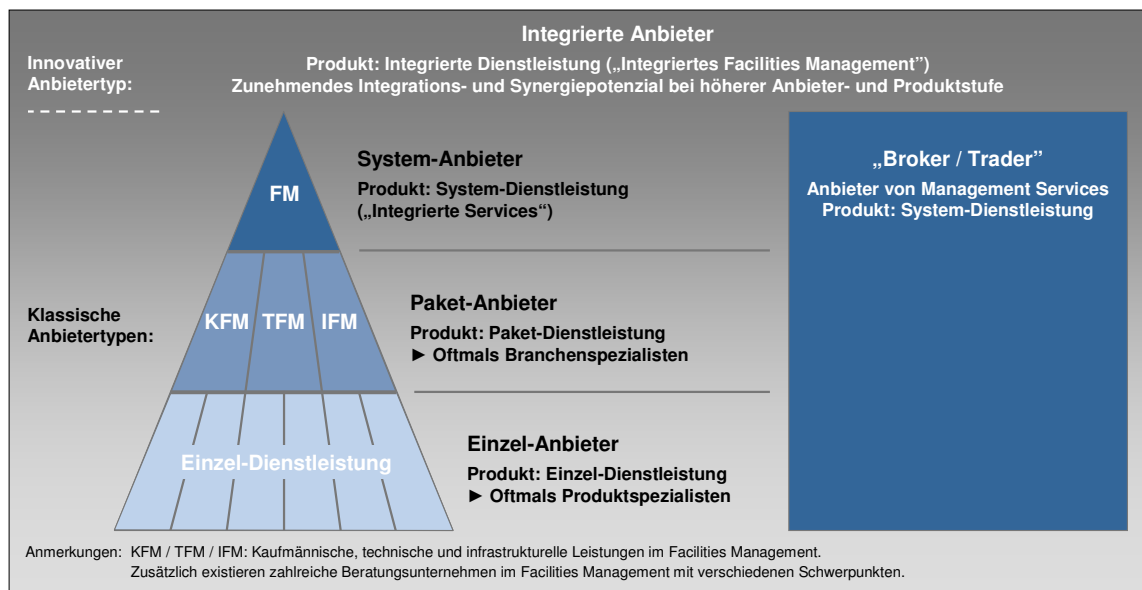 Integrierte Anbieter
Innovativer
Anbietertyp:
Produkt: Integrierte Dienstleistung („Integriertes Facilities Management”)
Zunehmendes Integrations- und Synergiepotenzial bei höherer Anbieter- und Produktstufe
System-Anbieter
Produkt: System-Dienstleistung
(„Integrierte Services“)
FM
„Broker / Trader”
Anbieter von Management Services
Produkt: System-Dienstleistung
Klassische
Anbietertypen:
KFM TFM IFM
Paket-Anbieter
Produkt: Paket-Dienstleistung
► Oftmals Branchenspezialisten
Einzel-Dienstleistung
Einzel-Anbieter
Produkt: Einzel-Dienstleistung
► Oftmals Produktspezialisten
Anmerkungen: KFM / TFM / IFM: Kaufmännische, technische und infrastrukturelle Leistungen im Facilities Management.
Zusätzlich existieren zahlreiche Beratungsunternehmen im Facilities Management mit verschiedenen Schwerpunkten.